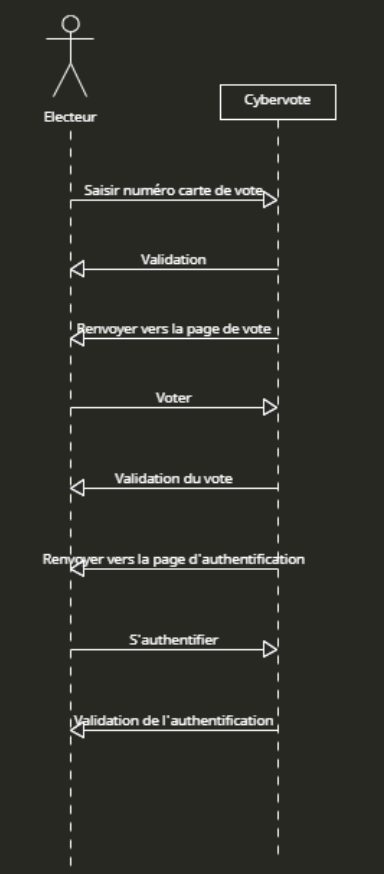 Electeur
Cybervote
Saisir numéro carte de vote
Validation
Renvoyer vers la page de vote
Voter
Validation du vote
Renvoyer vers la page d'authentification
S'authentifier
Validation de l'authentification